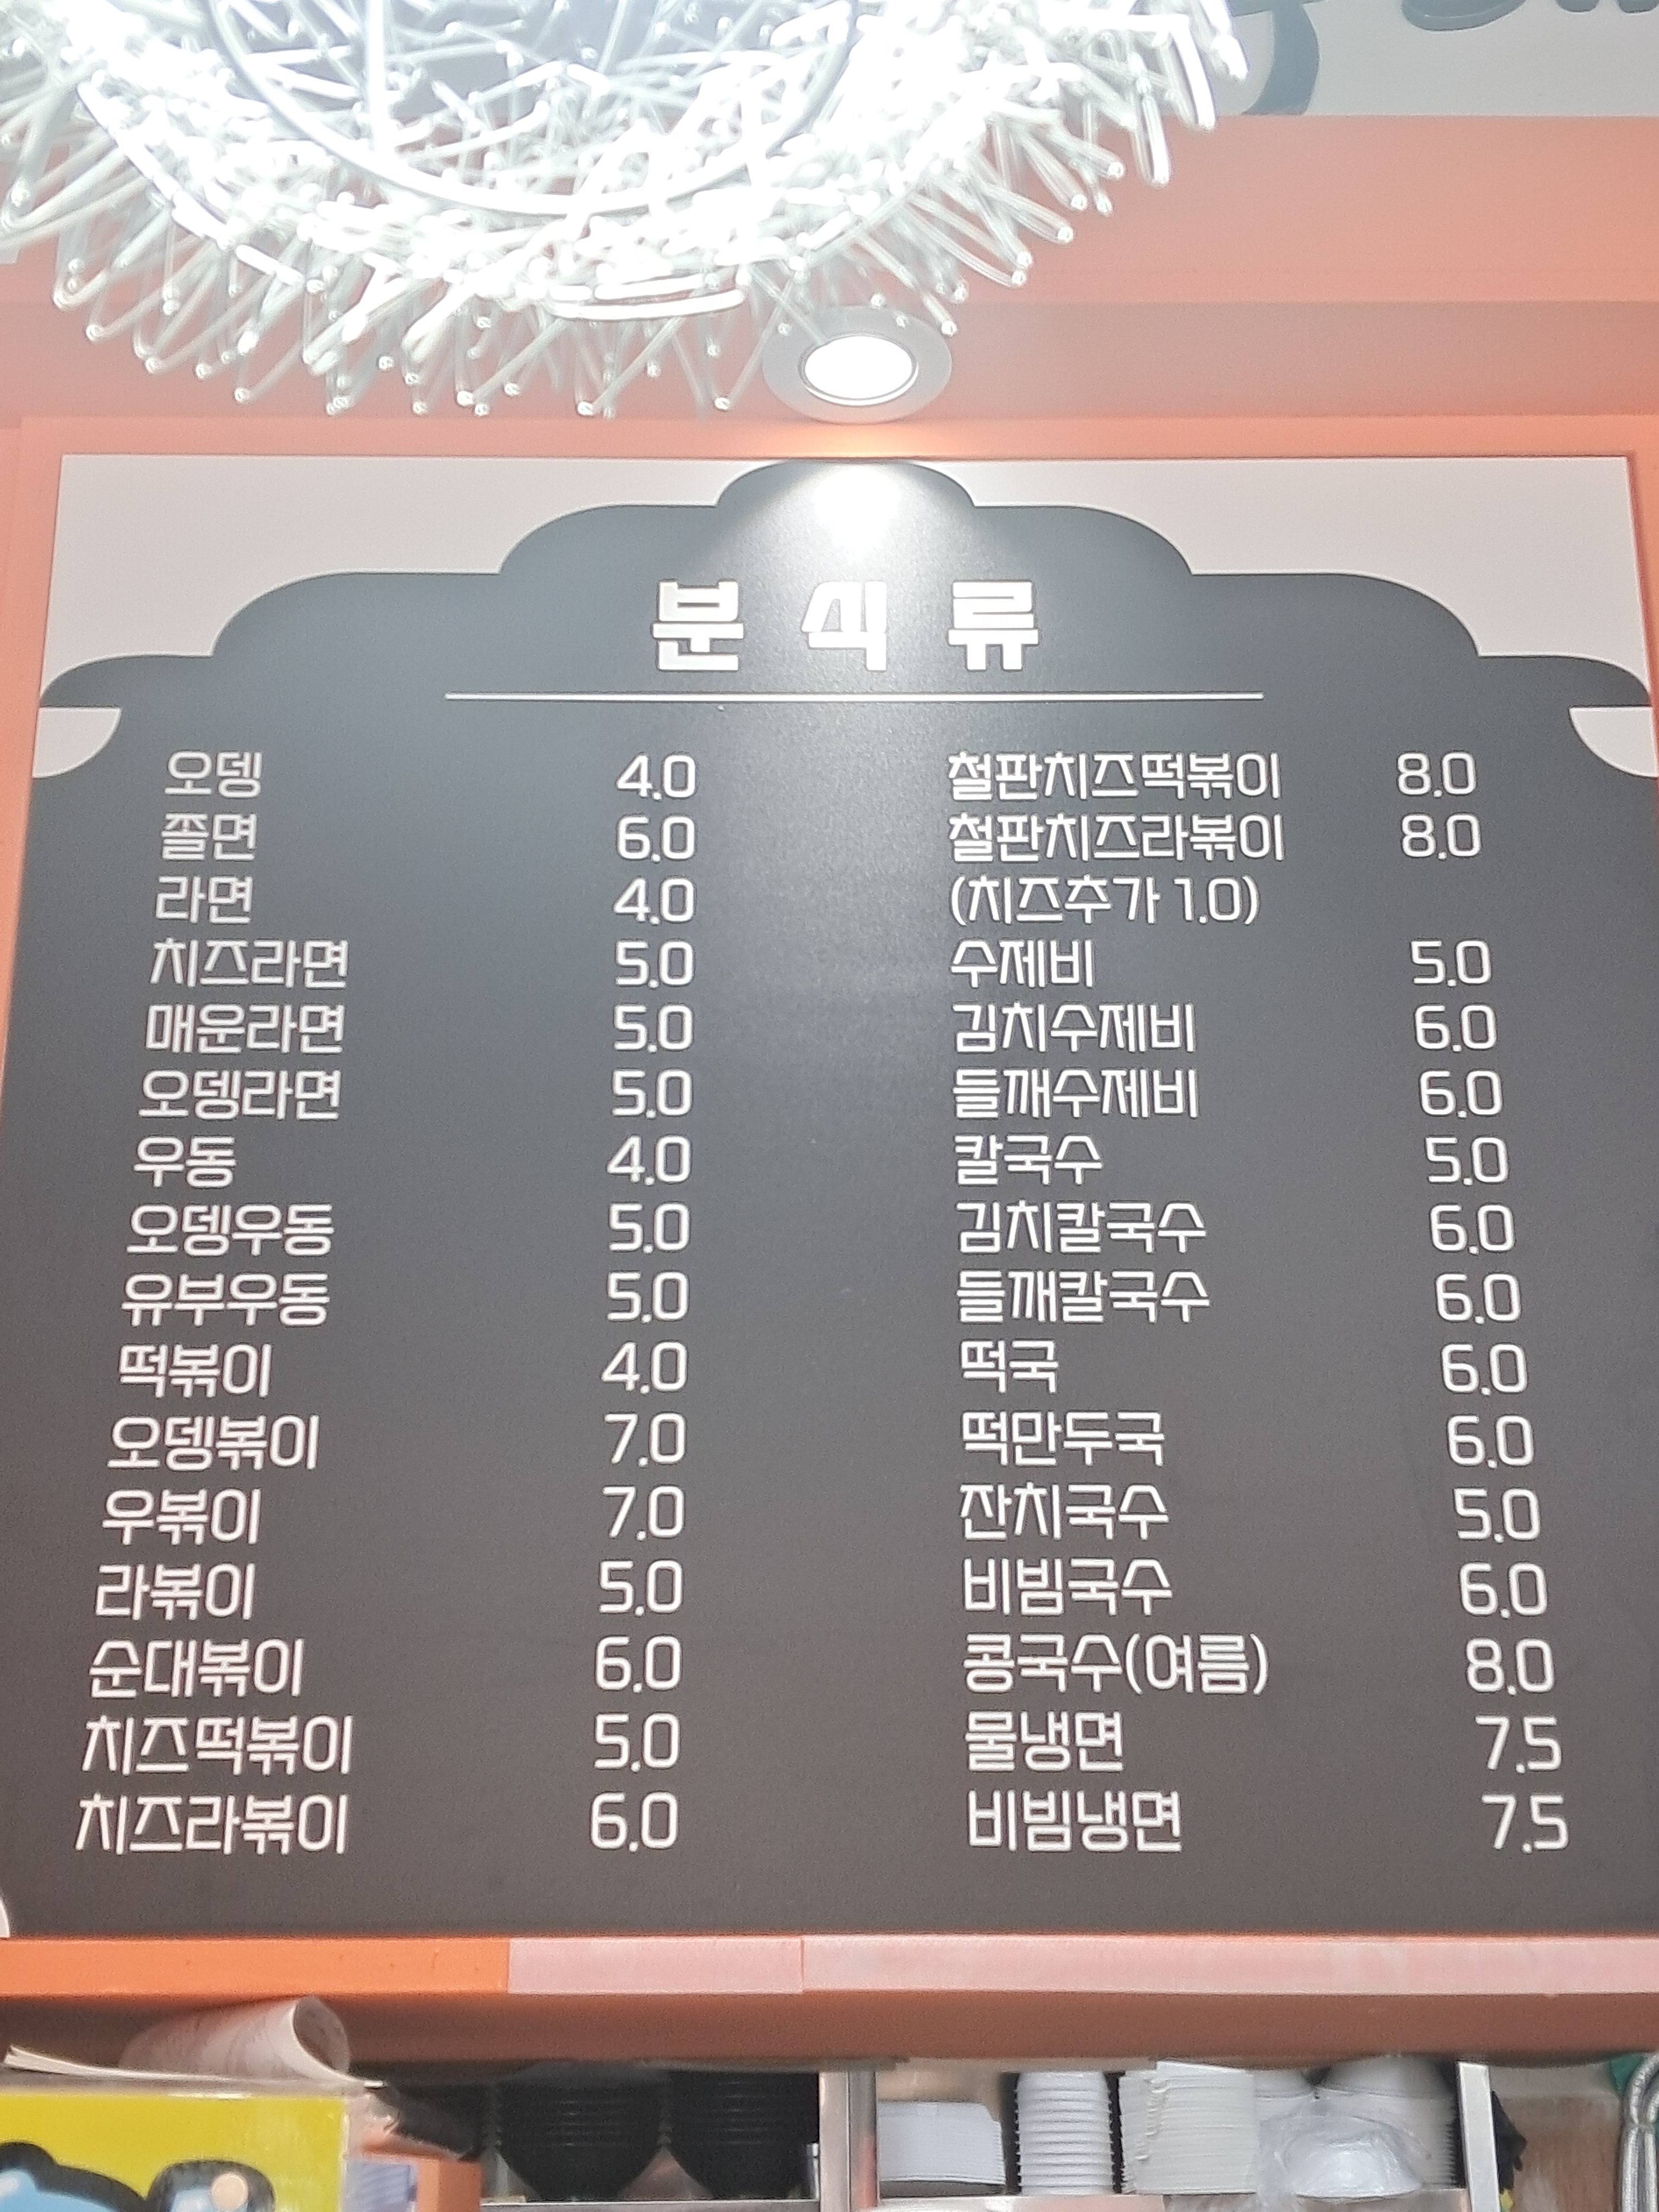 분식류
오뎅 4.0
쫄면 6.0
라면 4.0
치즈라면 5.0
매운라면 5.0
오뎅라면 5.0
우동 4.0
오뎅우동 5.0
유부우동 5.0
떡볶이 4.0
오뎅볶이 7.0
우볶이 7.0
라볶이 5.0
순대볶이 6.0
치즈떡볶이 5.0
치즈라볶이 6.0
철판치즈떡볶이 8.0
철판치즈라볶이 8.0
(치즈추가 1.0)
수제비 5.0
김치수제비 6.0
들깨수제비 6.0
칼국수 5.0
김치칼국수 6.0
들깨칼국수 6.0
떡국 6.0
떡만두국 6.0
잔치국수 5.0
비빔국수 6.0
콩국수(여름) 8.0
물냉면 7.5
비빔냉면 7.5